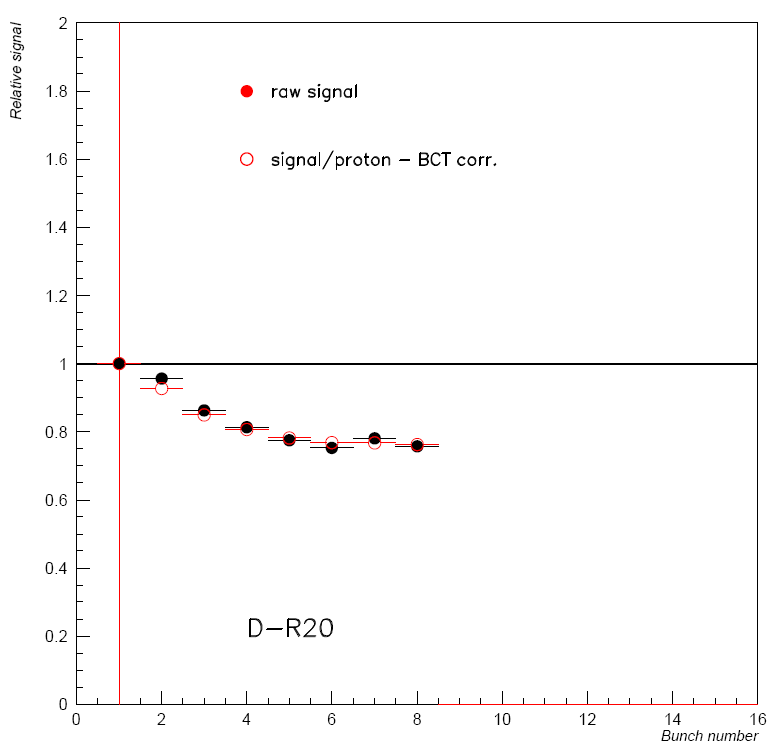 Relative signal
2
1.8
raw signal
1.6
signal/proton − BCT corr.
1.4
1.2
1
0.8
0.6
0.4
0.2
D−R20
0
0 2 4 6 8 10 12 14 16
Bunch number